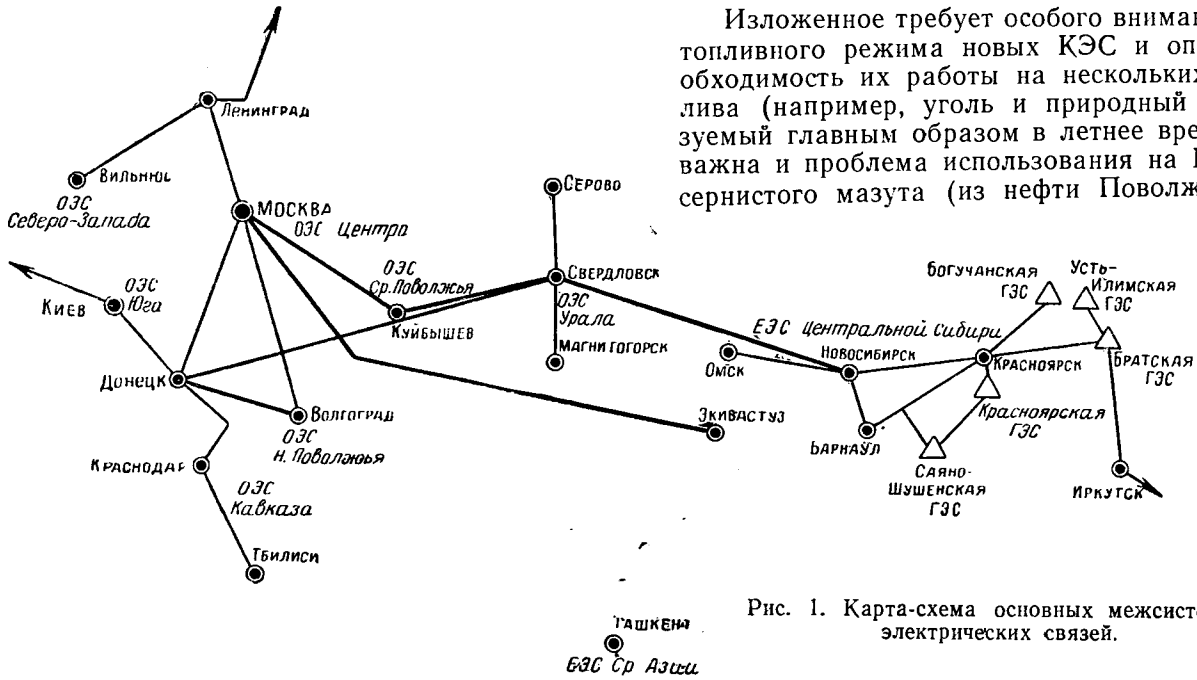 Изложенное требует особого вниман
топливного режима новых КЭС и оп
обходимость их работы на нескольких
лива (например, уголь и природный
зуемый главным образом в летнее вре
важна и проблема использования на
сернистого мазута (из нефти Поволж
Ленинград
Вильнюс
ОЭС
Северо-Запада
МОСКВА
ОЭС Центра
СЕРОВО
Киев
ОЭС
Юга
ОЭС
Ср. Поволжья
КУЙБЫШЕВ
СВЕРДЛОВСК
ОЭС
Урала
МАГНИТОГОРСК
БОГУЧАНСКАЯ
ГЭС
УСТЬ-
ИЛИМСКАЯ
ГЭС
ЕЭС Центральной Сибири
ОМСК
НОВОСИБИРСК
КРАСНОЯРСК
БРАТСКАЯ
ГЭС
ДОНЕЦК
ВОЛГОГРАД
ОЭС
Н. Поволжья
ЭКИВАСТУЗ
БАРНАУЛ
Красноярская
ГЭС
КРАСНОДАР
ОЭС
Кавказа
САЯНО-
ШУШЕНСКАЯ
ГЭС
ИРКУТСК
ТБИЛИСИ
ТАШКЕНТ
ЕЭС Ср Азии
Рис. 1. Карта-схема основных межсисте
электрических связей.